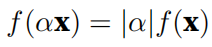 f(αx) = |α|f(x)